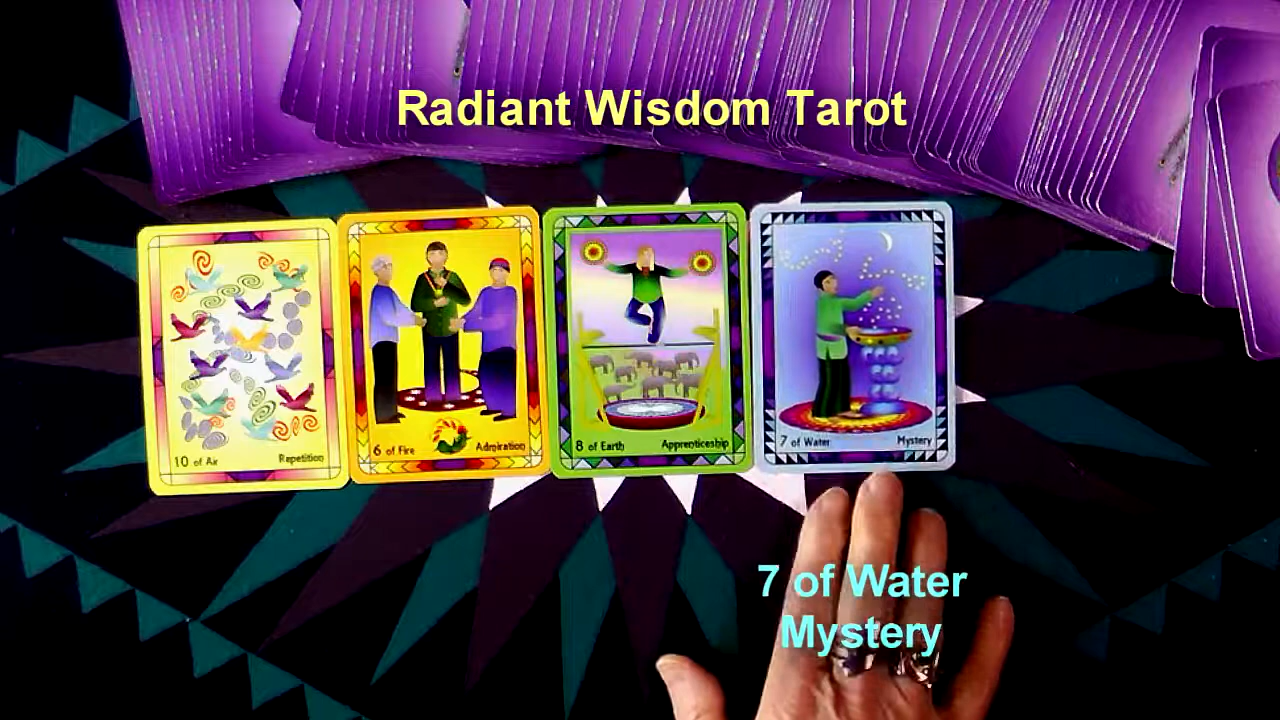 Radiant Wisdom Tarot
10 of Air Repetition
6 of Fire Admiration
8 of Earth Apprenticeship
7 of Water Mystery
7 of Water
Mystery